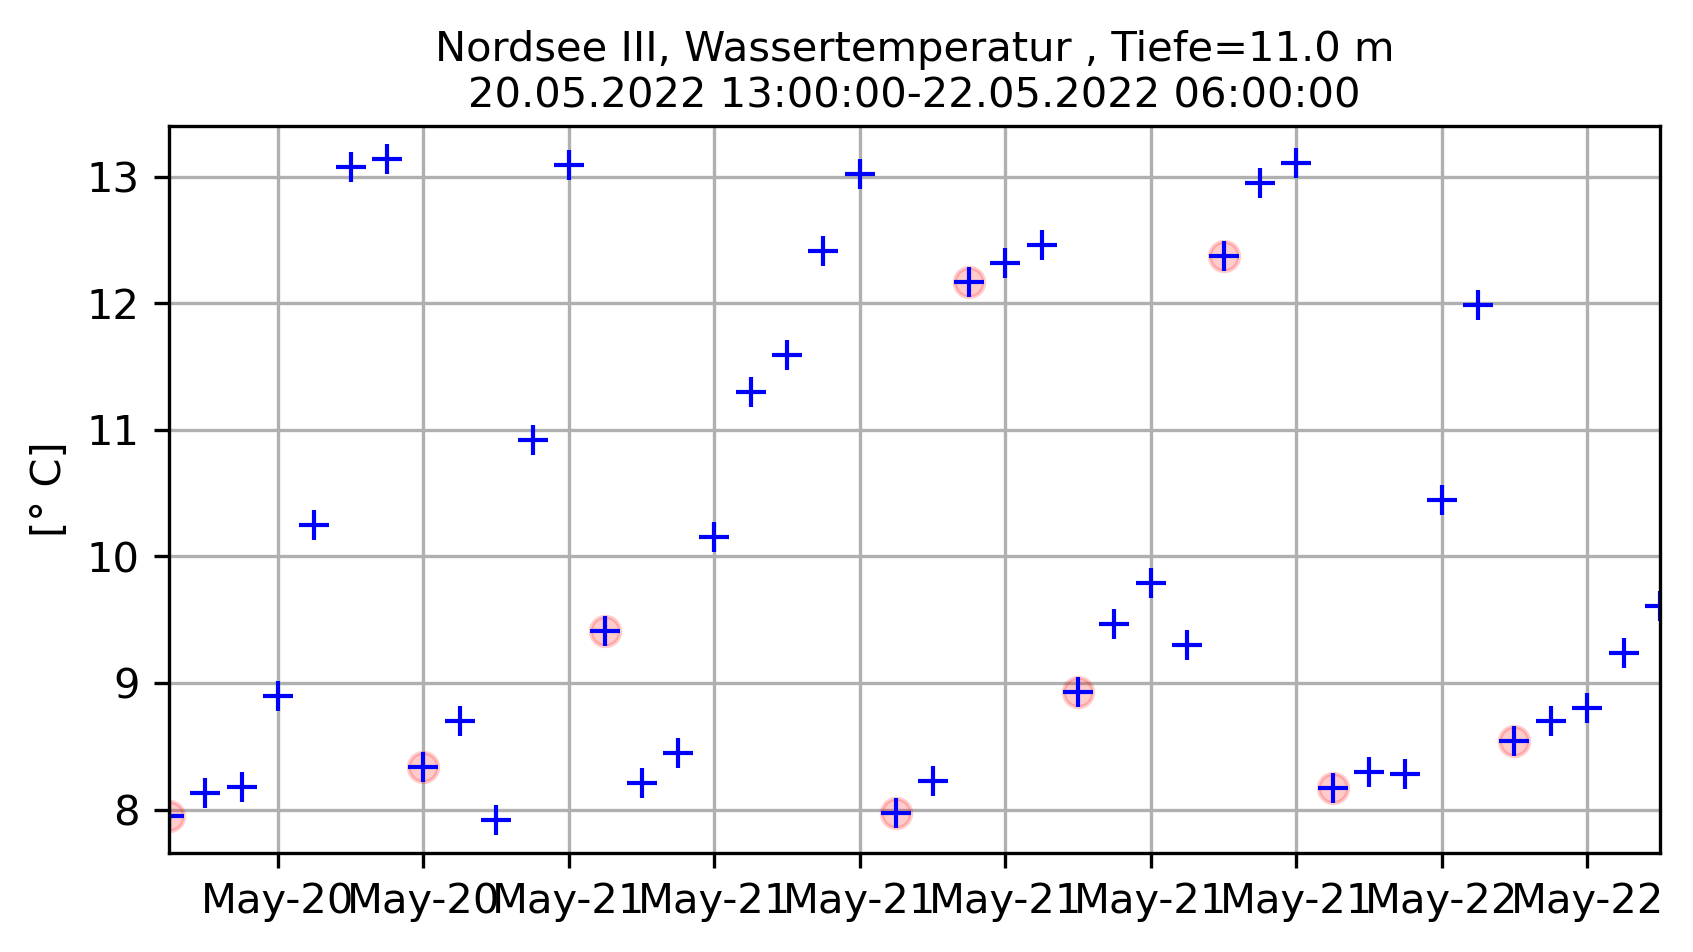 Nordsee III, Wassertemperatur , Tiefe=11.0 m
20.05.2022 13:00:00-22.05.2022 06:00:00
13
12
11
10
9
8
[° C]
May-20 May-20 May-21 May-21 May-21 May-21 May-21 May-21 May-22 May-22